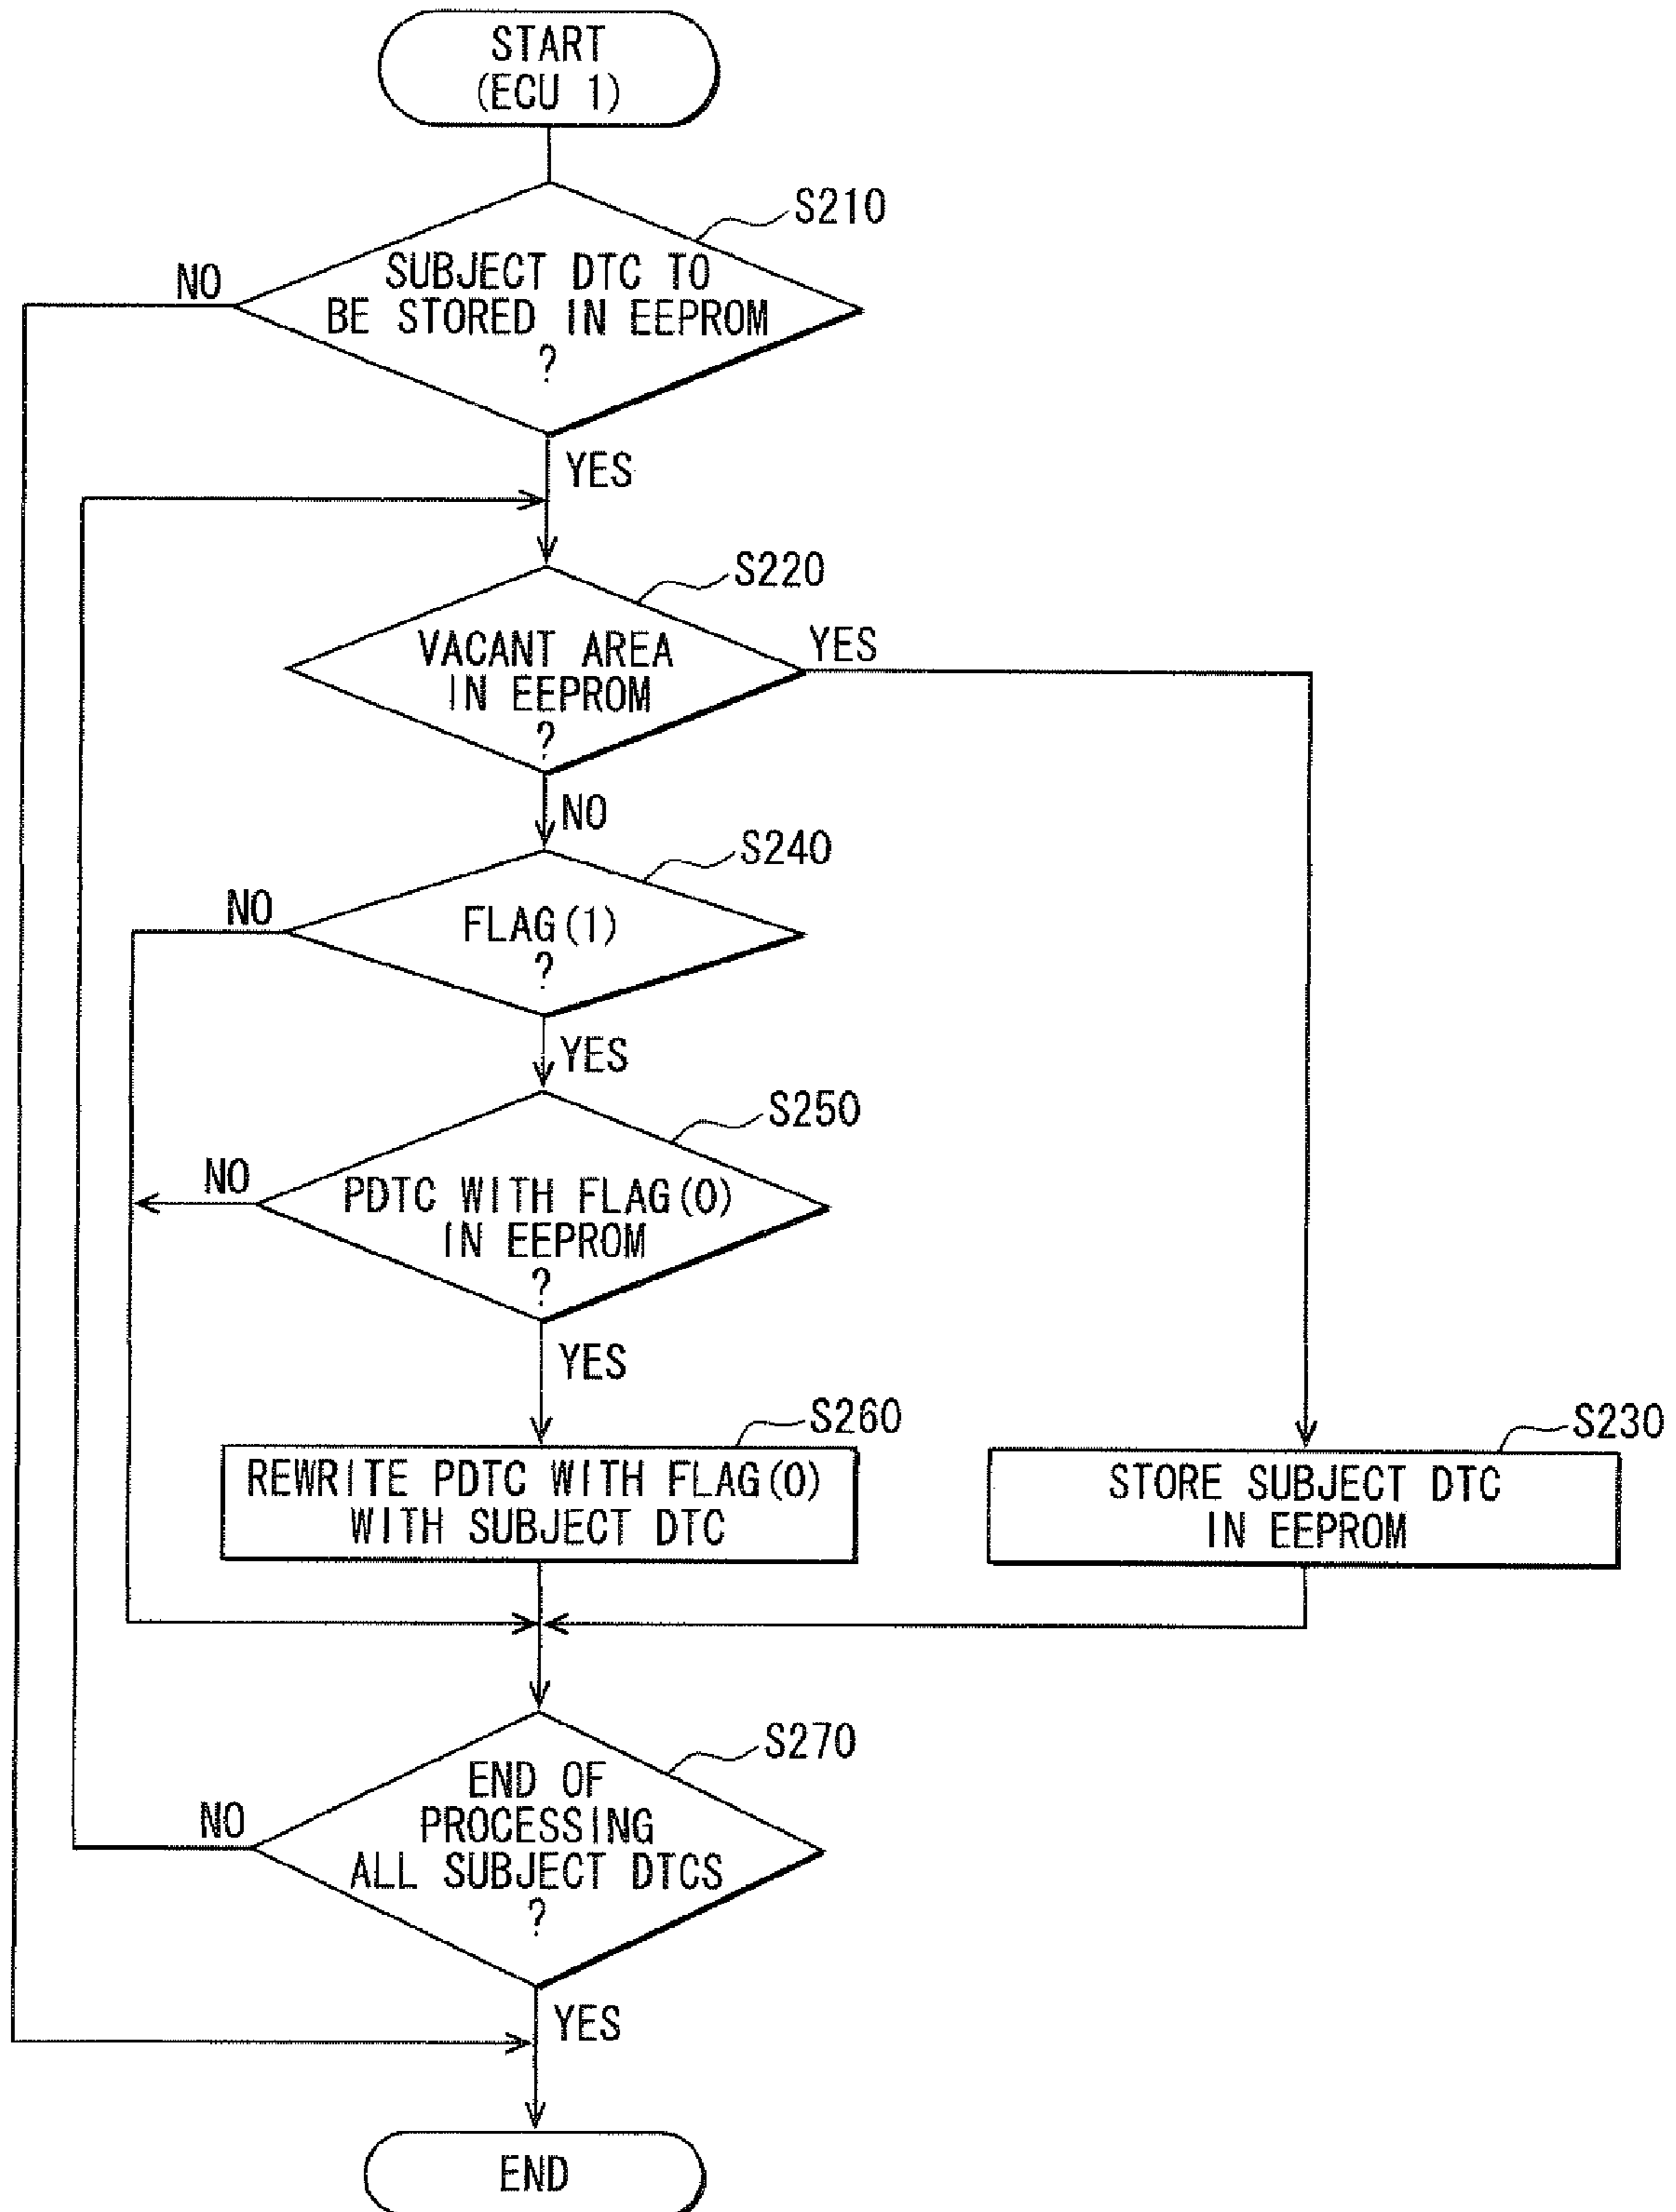 START
(ECU 1)
S210
SUBJECT DTC TO
BE STORED IN EEPROM
?
NO
YES
S220
VACANT AREA
IN EEPROM
?
YES
NO
S240
FLAG(1)
?
NO
YES
S250
PDTC WITH FLAG(0)
IN EEPROM
?
NO
YES
S260
REWRITE PDTC WITH FLAG(0)
WITH SUBJECT DTC
S230
STORE SUBJECT DTC
IN EEPROM
S270
END OF
PROCESSING
ALL SUBJECT DTCS
?
NO
YES
END